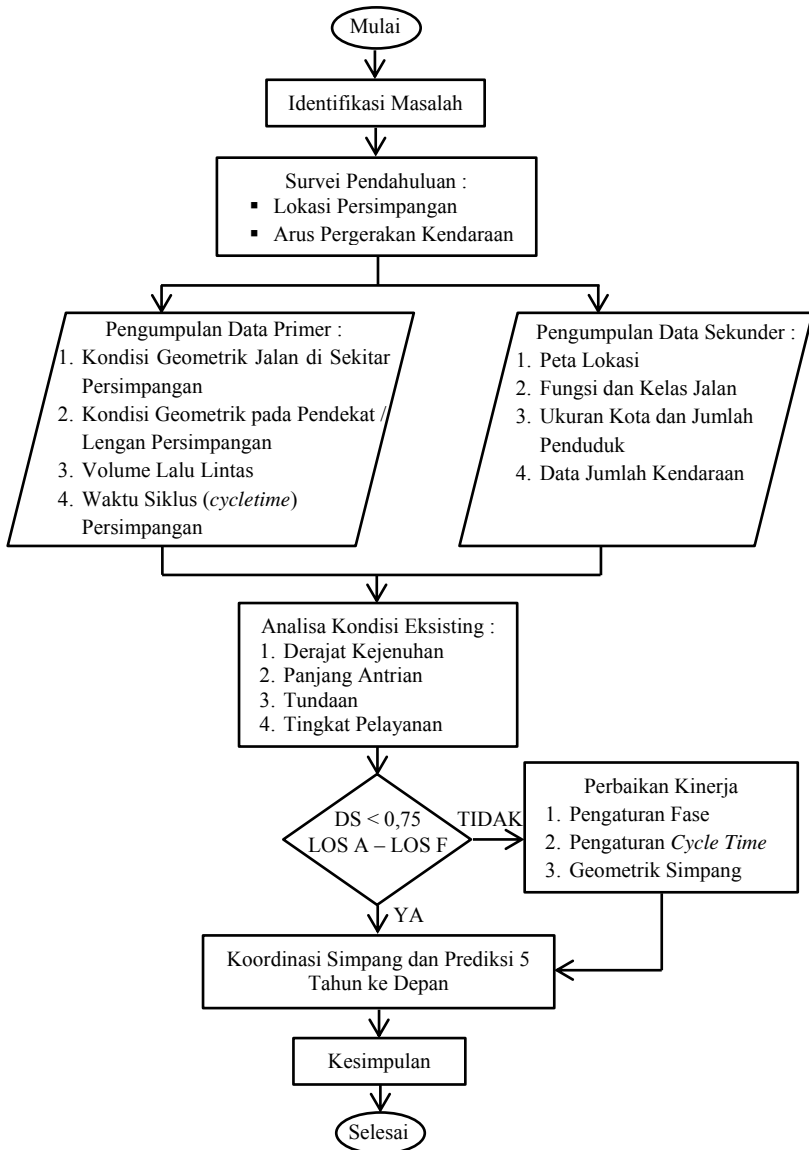 Mulai
Identifikasi Masalah
Survei Pendahuluan :
▪ Lokasi Persimpangan
▪ Arus Pergerakan Kendaraan
Pengumpulan Data Primer :
1. Kondisi Geometrik Jalan di Sekitar
Persimpangan
2. Kondisi Geometrik pada Pendekat /
Lengan Persimpangan
3. Volume Lalu Lintas
4. Waktu Siklus (cycletime)
Persimpangan
Pengumpulan Data Sekunder :
1. Peta Lokasi
2. Fungsi dan Kelas Jalan
3. Ukuran Kota dan Jumlah
Penduduk
4. Data Jumlah Kendaraan
Analisa Kondisi Eksisting :
1. Derajat Kejenuhan
2. Panjang Antrian
3. Tundaan
4. Tingkat Pelayanan
DS < 0,75
LOS A – LOS F
TIDAK
Perbaikan Kinerja
1. Pengaturan Fase
2. Pengaturan Cycle Time
3. Geometrik Simpang
YA
Koordinasi Simpang dan Prediksi 5
Tahun ke Depan
Kesimpulan
Selesai